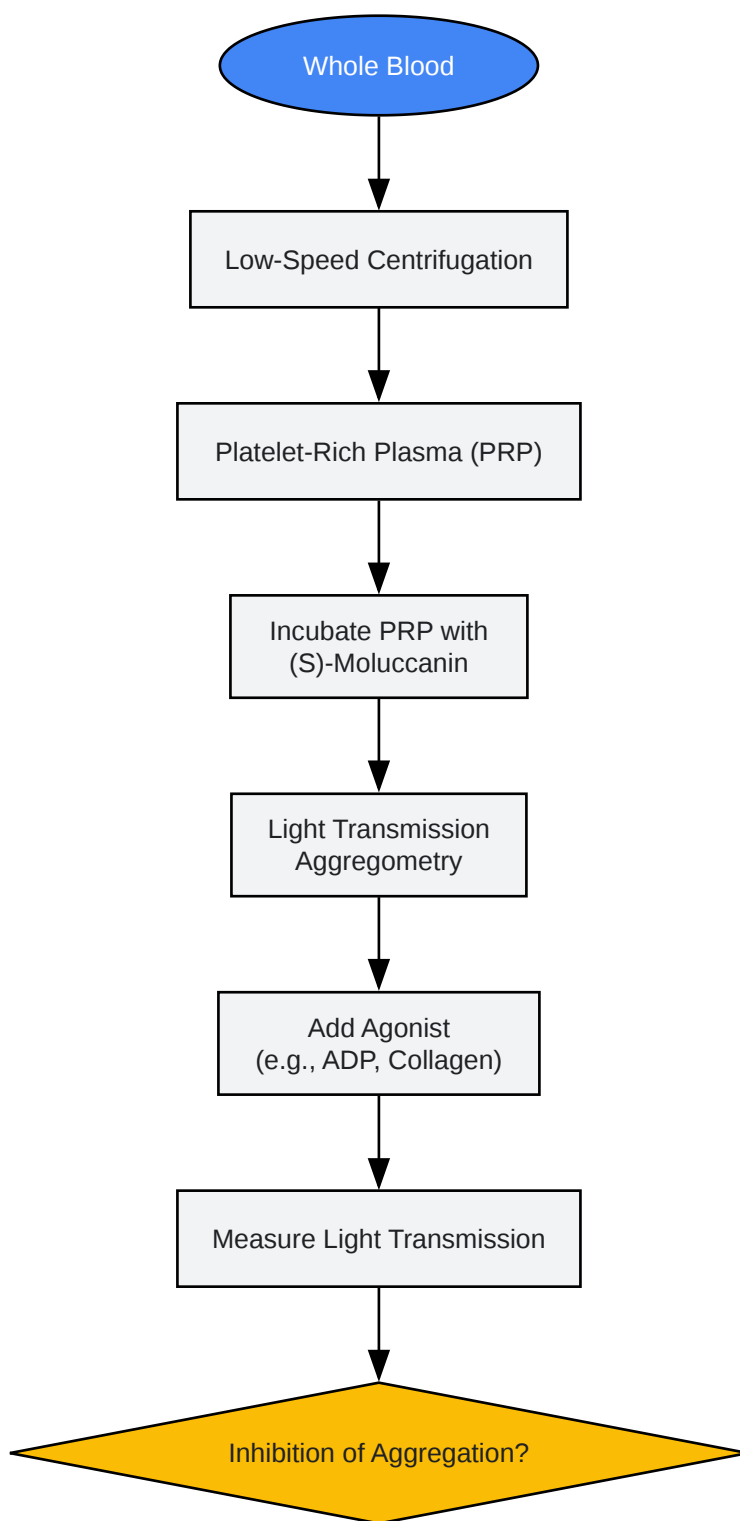 Whole Blood
Low-Speed Centrifugation
Platelet-Rich Plasma (PRP)
Incubate PRP with
(S)-Moluccanin
Light Transmission
Aggregometry
Add Agonist
(e.g., ADP, Collagen)
Measure Light Transmission
Inhibition of Aggregation?